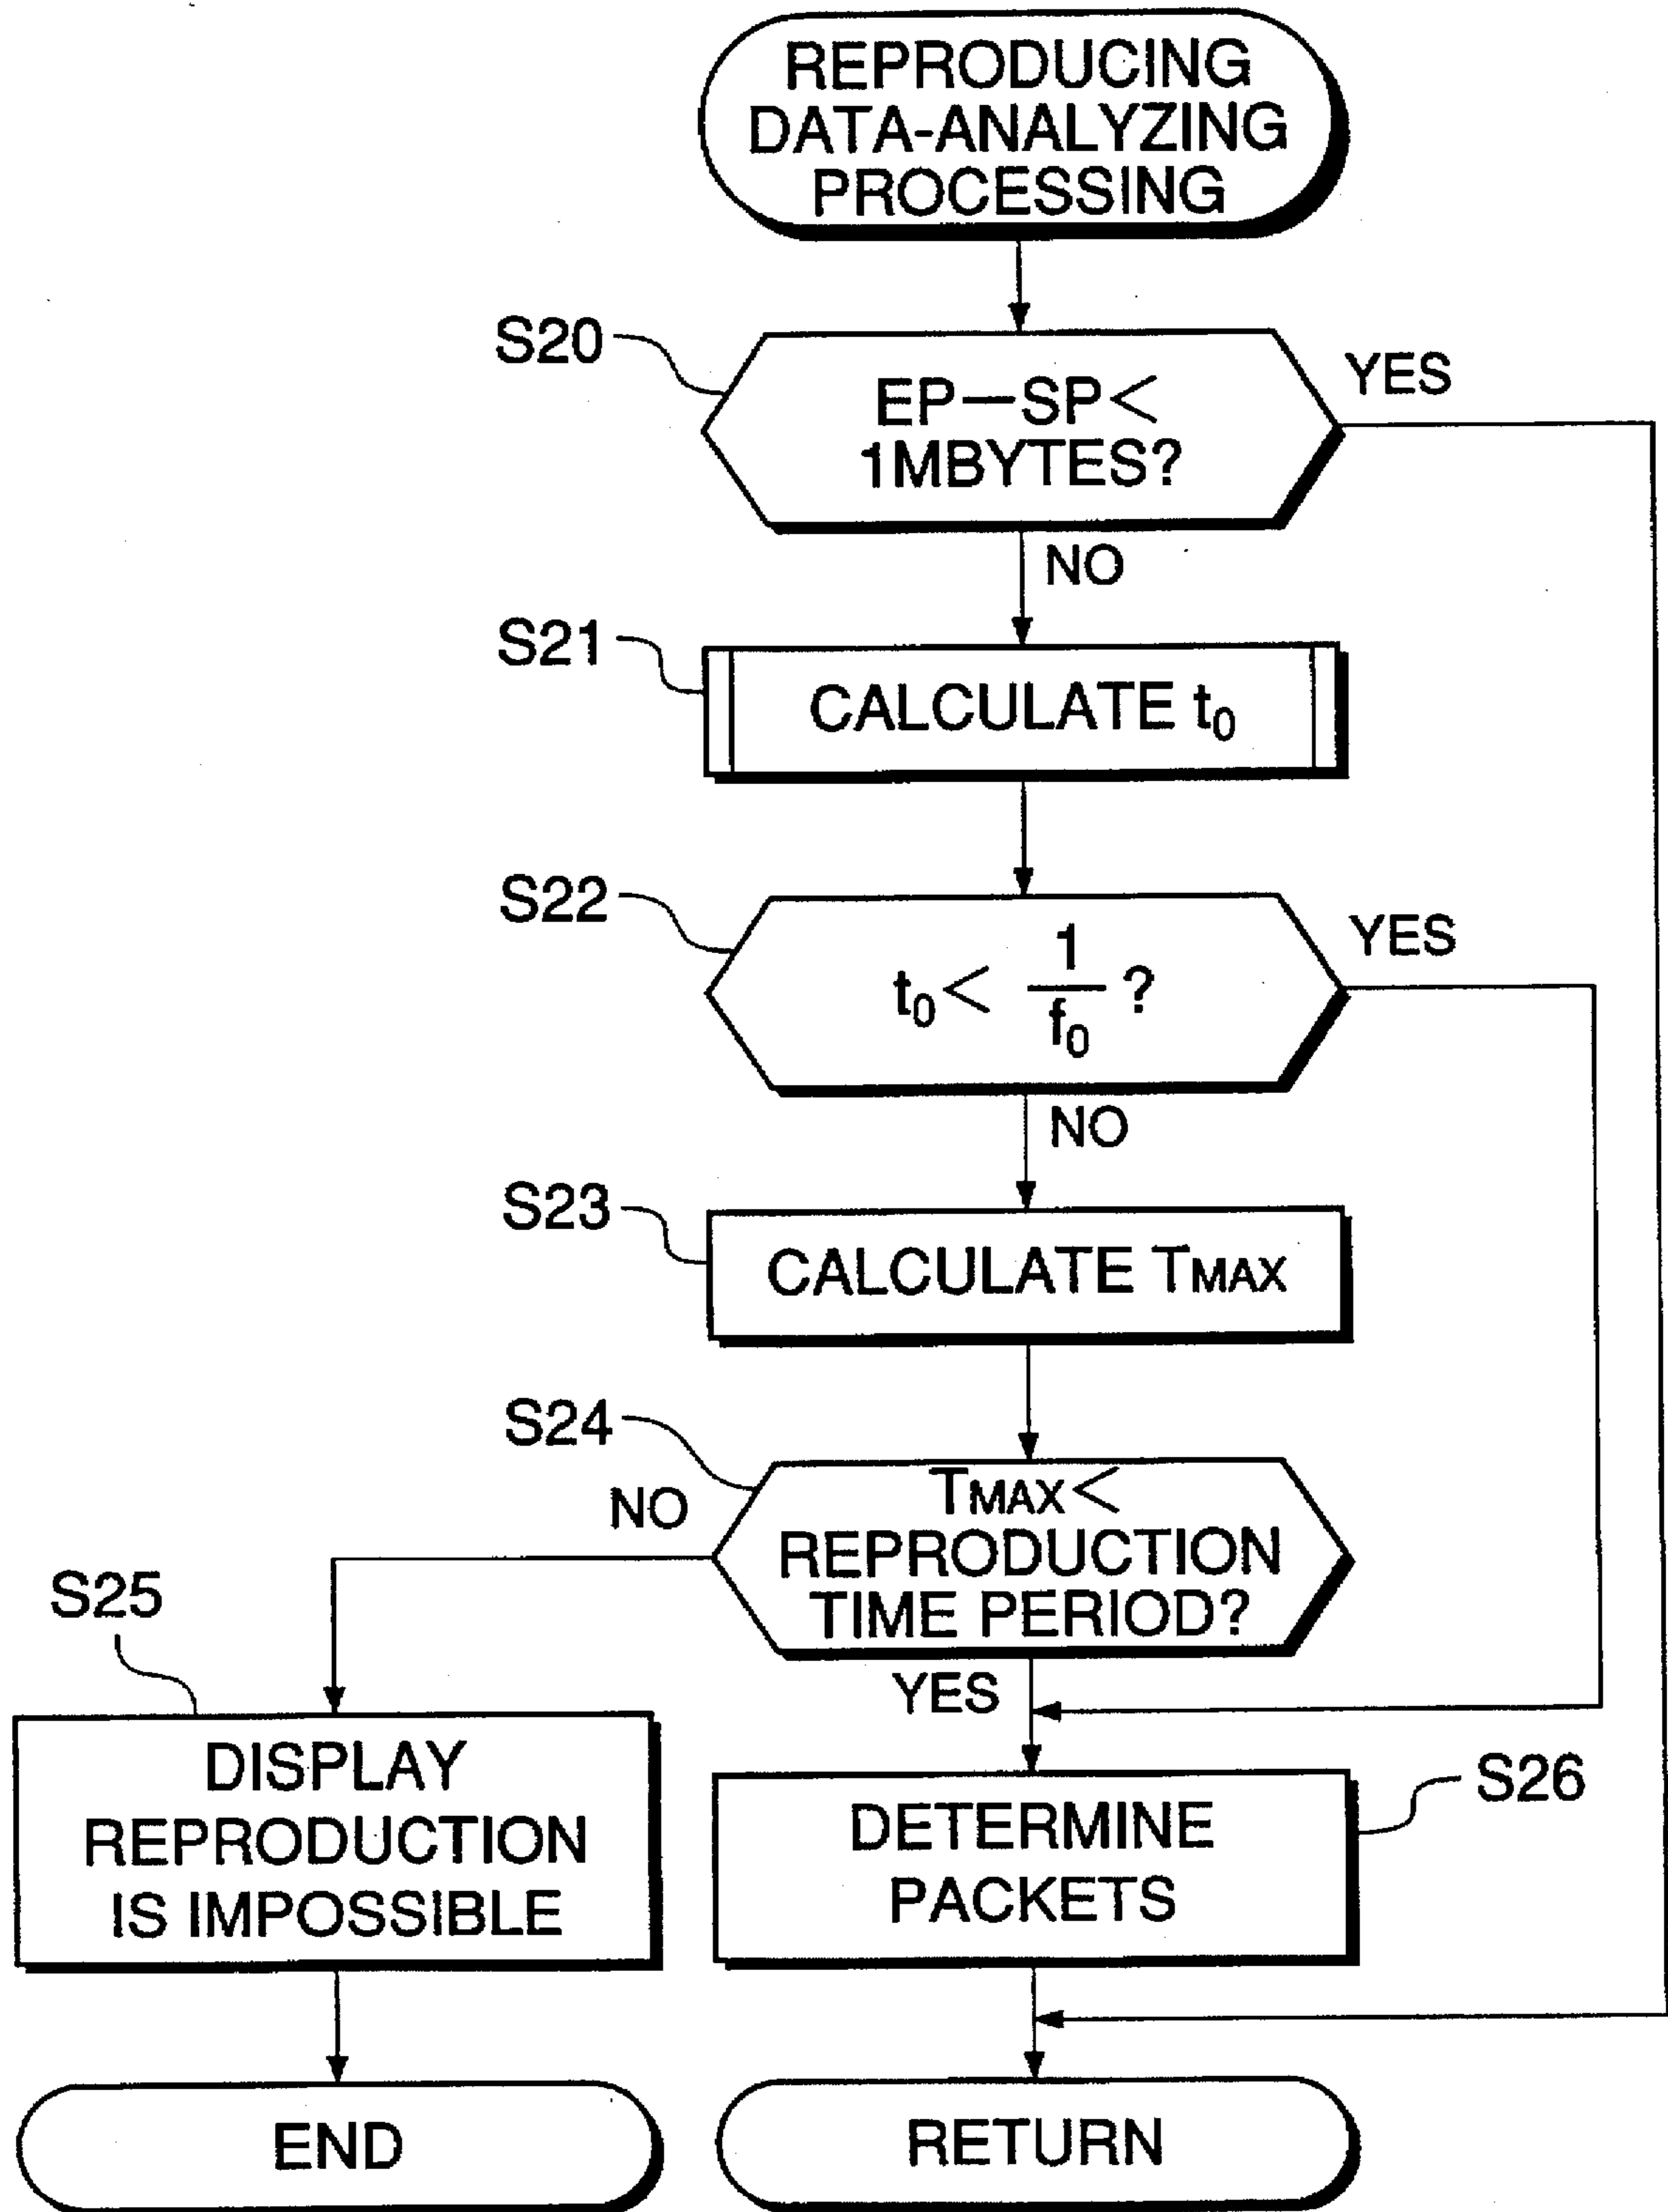 REPRODUCING
DATA-ANALYZING
PROCESSING
S20
EP—SP<
1MBYTES?
YES
NO
S21
CALCULATE t₀
S22
t₀ < 1/f₀ ?
YES
NO
S23
CALCULATE TMAX
S24
TMAX<
REPRODUCTION
TIME PERIOD?
NO
YES
S25
DISPLAY
REPRODUCTION
IS IMPOSSIBLE
S26
DETERMINE
PACKETS
END
RETURN